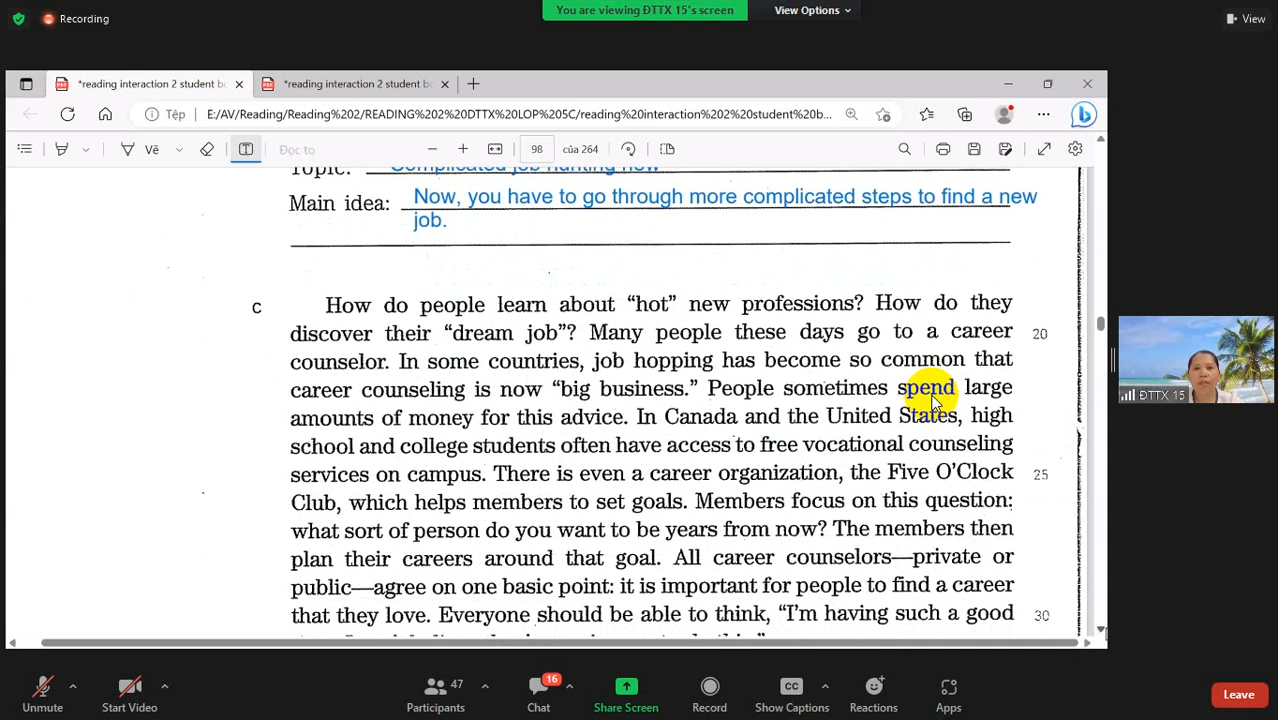 Recording
You are viewing ĐTTX 15's screen
View Options
View
*reading interaction 2 student b
*reading interaction 2 student b
Tệp
E:/AV/Reading/Reading%202/READING%202%20DTTX%20LOP%205C/reading%20interaction%202%20student%20b...
Vẽ
Đọc to
98
của 264
Topic: Complicated job hunting now
Main idea: Now, you have to go through more complicated steps to find a new
job.
C
How do people learn about “hot” new professions? How do they
discover their “dream job”? Many people these days go to a career 20
counselor. In some countries, job hopping has become so common that
career counseling is now “big business.” People sometimes spend large
amounts of money for this advice. In Canada and the United States, high
school and college students often have access to free vocational counseling
services on campus. There is even a career organization, the Five O’Clock 25
Club, which helps members to set goals. Members focus on this question:
what sort of person do you want to be years from now? The members then
plan their careers around that goal. All career counselors—private or
public—agree on one basic point: it is important for people to find a career
that they love. Everyone should be able to think, “I’m having such a good 30
ĐTTX 15
Unmute
Start Video
47
Participants
16
Chat
Share Screen
Record
CC
Show Captions
Reactions
Apps
Leave